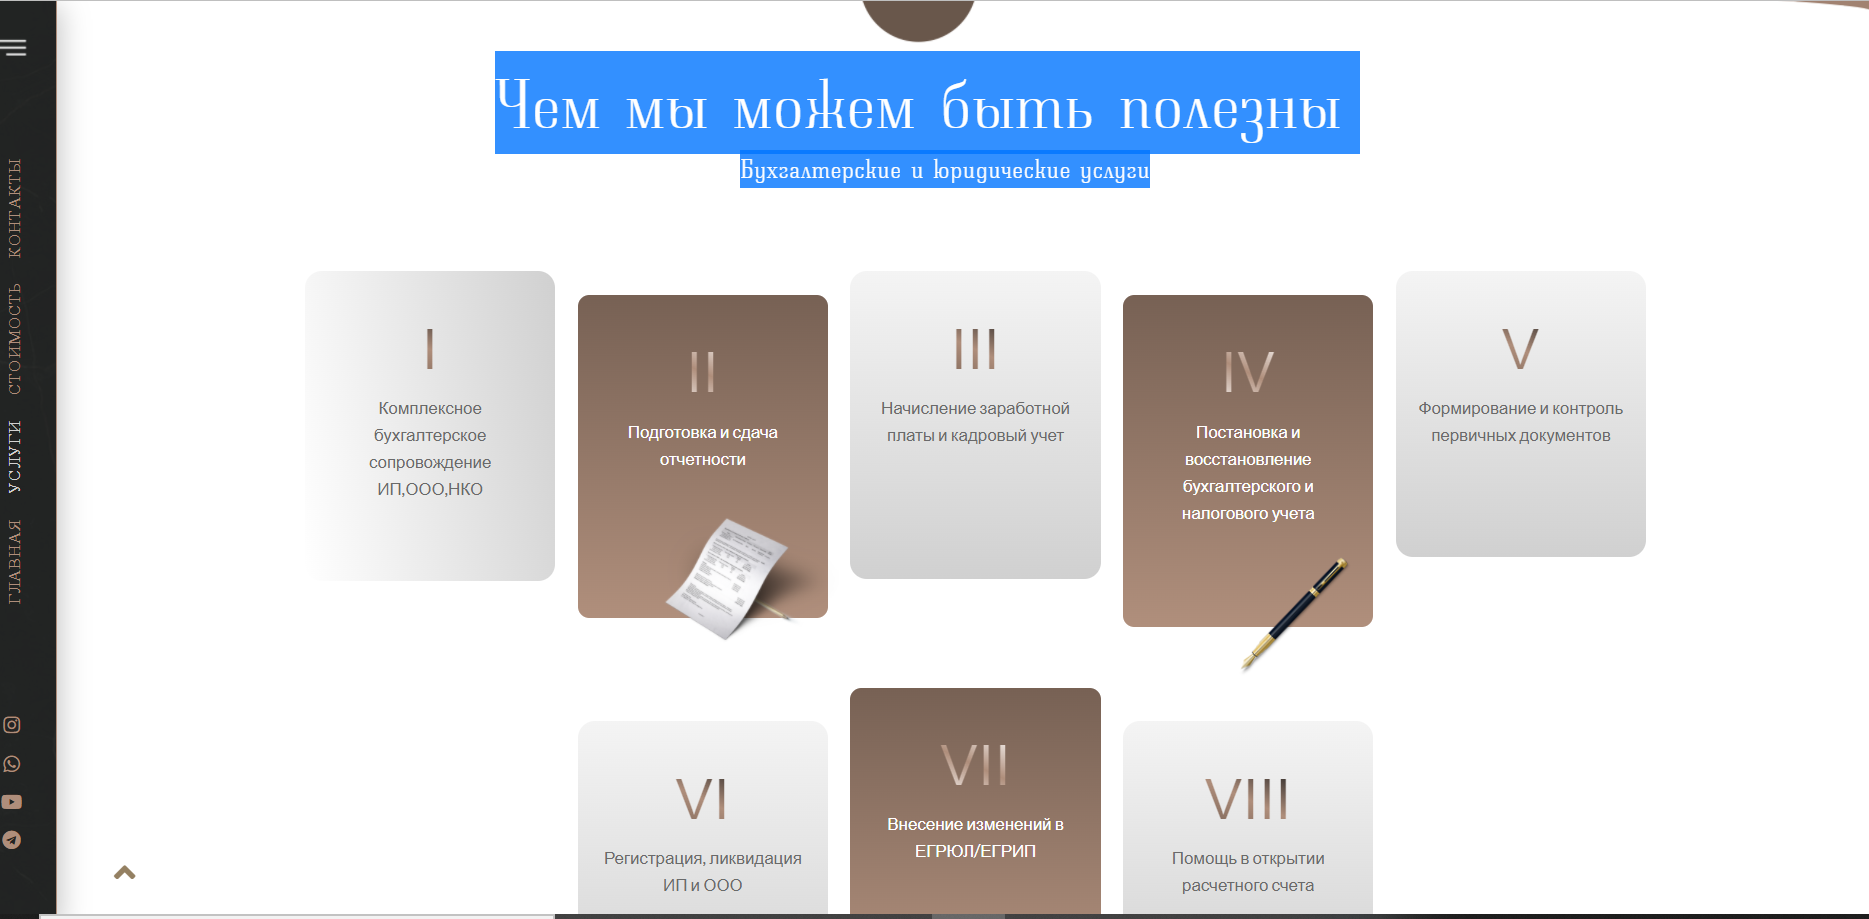 Чем мы можем быть полезны
Бухгалтерские и юридические услуги
КОНТАКТЫ
СТОИМОСТЬ
УСЛУГИ
ГЛАВНАЯ
I
Комплексное
бухгалтерское
сопровождение
ИП,ООО,НКО
II
Подготовка и сдача
отчетности
III
Начисление заработной
платы и кадровый учет
IV
Постановка и
восстановление
бухгалтерского и
налогового учета
V
Формирование и контроль
первичных документов
VI
Регистрация, ликвидация
ИП и ООО
VII
Внесение изменений в
ЕГРЮЛ/ЕГРИП
VIII
Помощь в открытии
расчетного счета